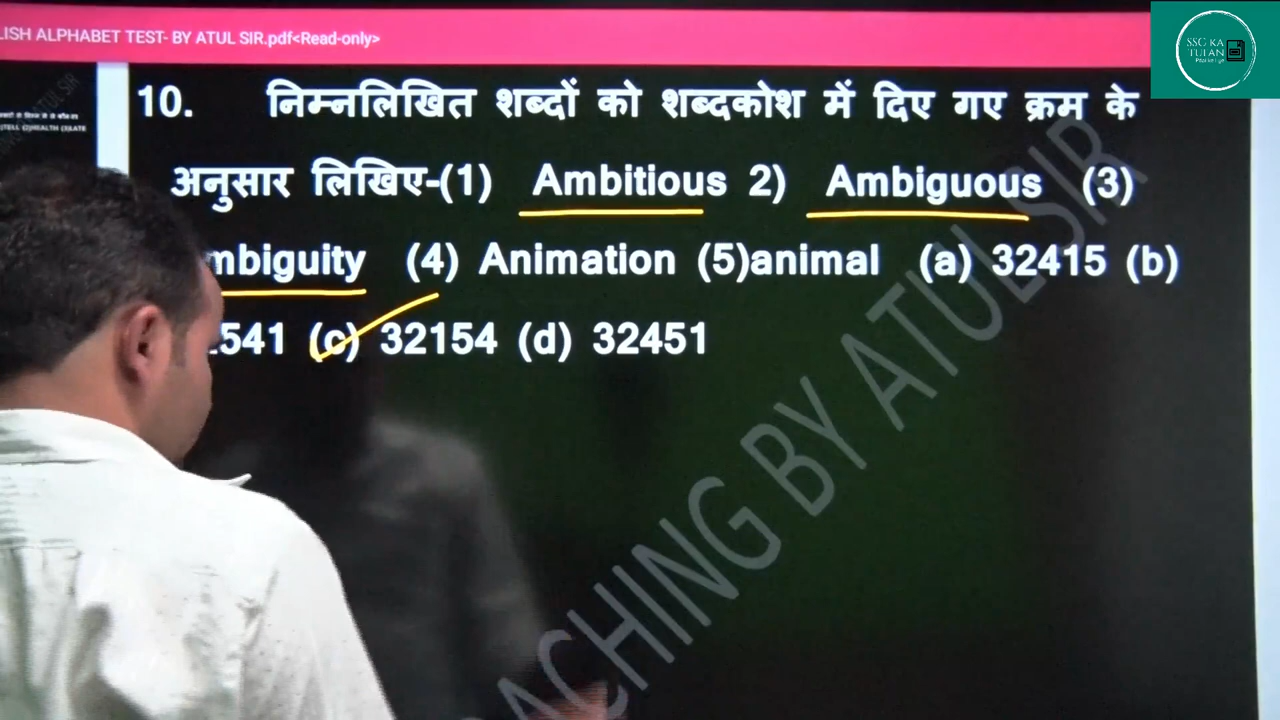 LISH ALPHABET TEST- BY ATUL SIR.pdf<Read-only>
SSC KA
TULAN
10. निम्नलिखित शब्दों को शब्दकोश में दिए गए क्रम के
अनुसार लिखिए-(1) Ambitious 2) Ambiguous (3)
mbiguity (4) Animation (5)animal (a) 32415 (b)
541 (c) 32154 (d) 32451
ACHING BY ATUL SIR